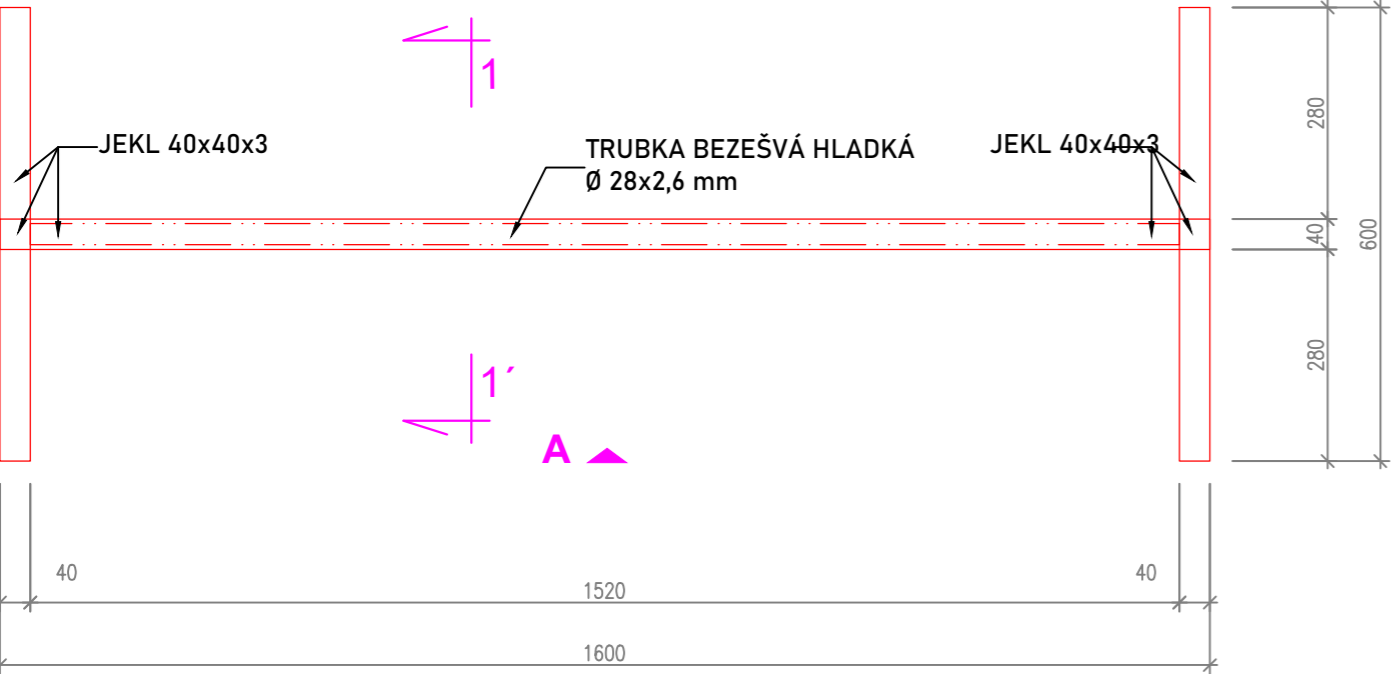 1
JEKL 40x40x3
TRUBKA BEZEŠVÁ HLADKÁ
Ø 28x2,6 mm
JEKL 40x40x3
280
40
600
280
1´
A
40
1520
40
1600